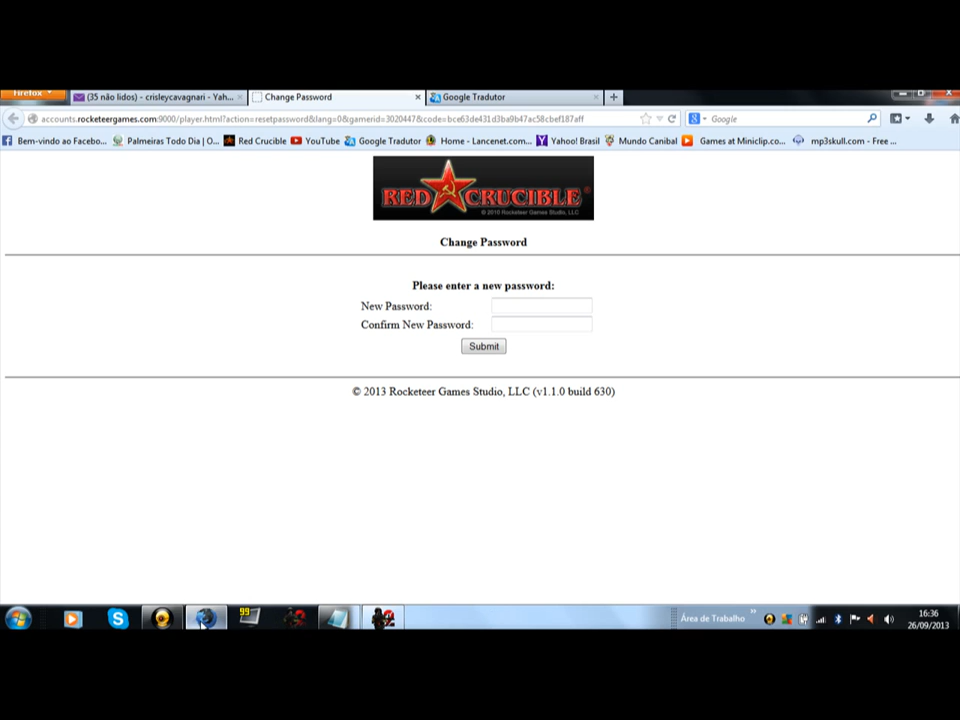 Firefox
(35 não lidos) - crisleycavagnari - Yah...
Change Password
Google Tradutor
accounts.rocketeergames.com:9000/player.html?action=resetpassword&lang=0&gamerid=3020447&code=bce63de431d3ba9b47ac58cbef187aff
Google
Bem-vindo ao Facebo...
Palmeiras Todo Dia | O...
Red Crucible
YouTube
Google Tradutor
Home - Lancenet.com...
Yahoo! Brasil
Mundo Canibal
Games at Miniclip.co...
mp3skull.com - Free ...
RED CRUCIBLE
© 2010 Rocketeer Games Studio, LLC
Change Password
Please enter a new password:
New Password:
Confirm New Password:
Submit
© 2013 Rocketeer Games Studio, LLC (v1.1.0 build 630)
99
Área de Trabalho
16:36
26/09/2013